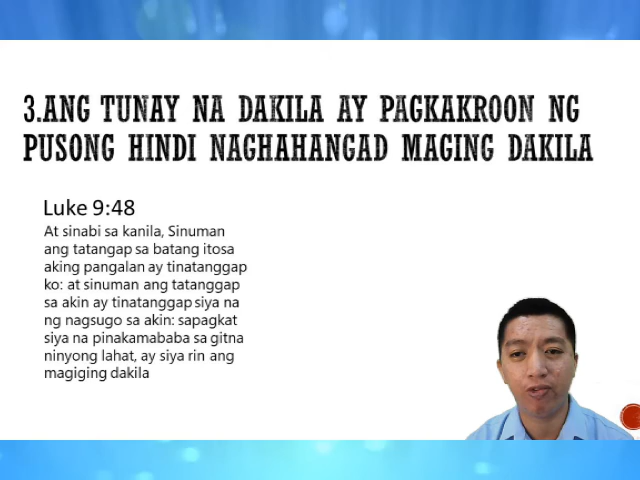 3.ANG TUNAY NA DAKILA AY PAGKAKROON NG
PUSONG HINDI NAGHAHANGAD MAGING DAKILA
Luke 9:48
At sinabi sa kanila, Sinuman
ang tatangap sa batang itosa
aking pangalan ay tinatanggap
ko: at sinuman ang tatanggap
sa akin ay tinatanggap siya na
ng nagsugo sa akin: sapagkat
siya na pinakamababa sa gitna
ninyong lahat, ay siya rin ang
magiging dakila